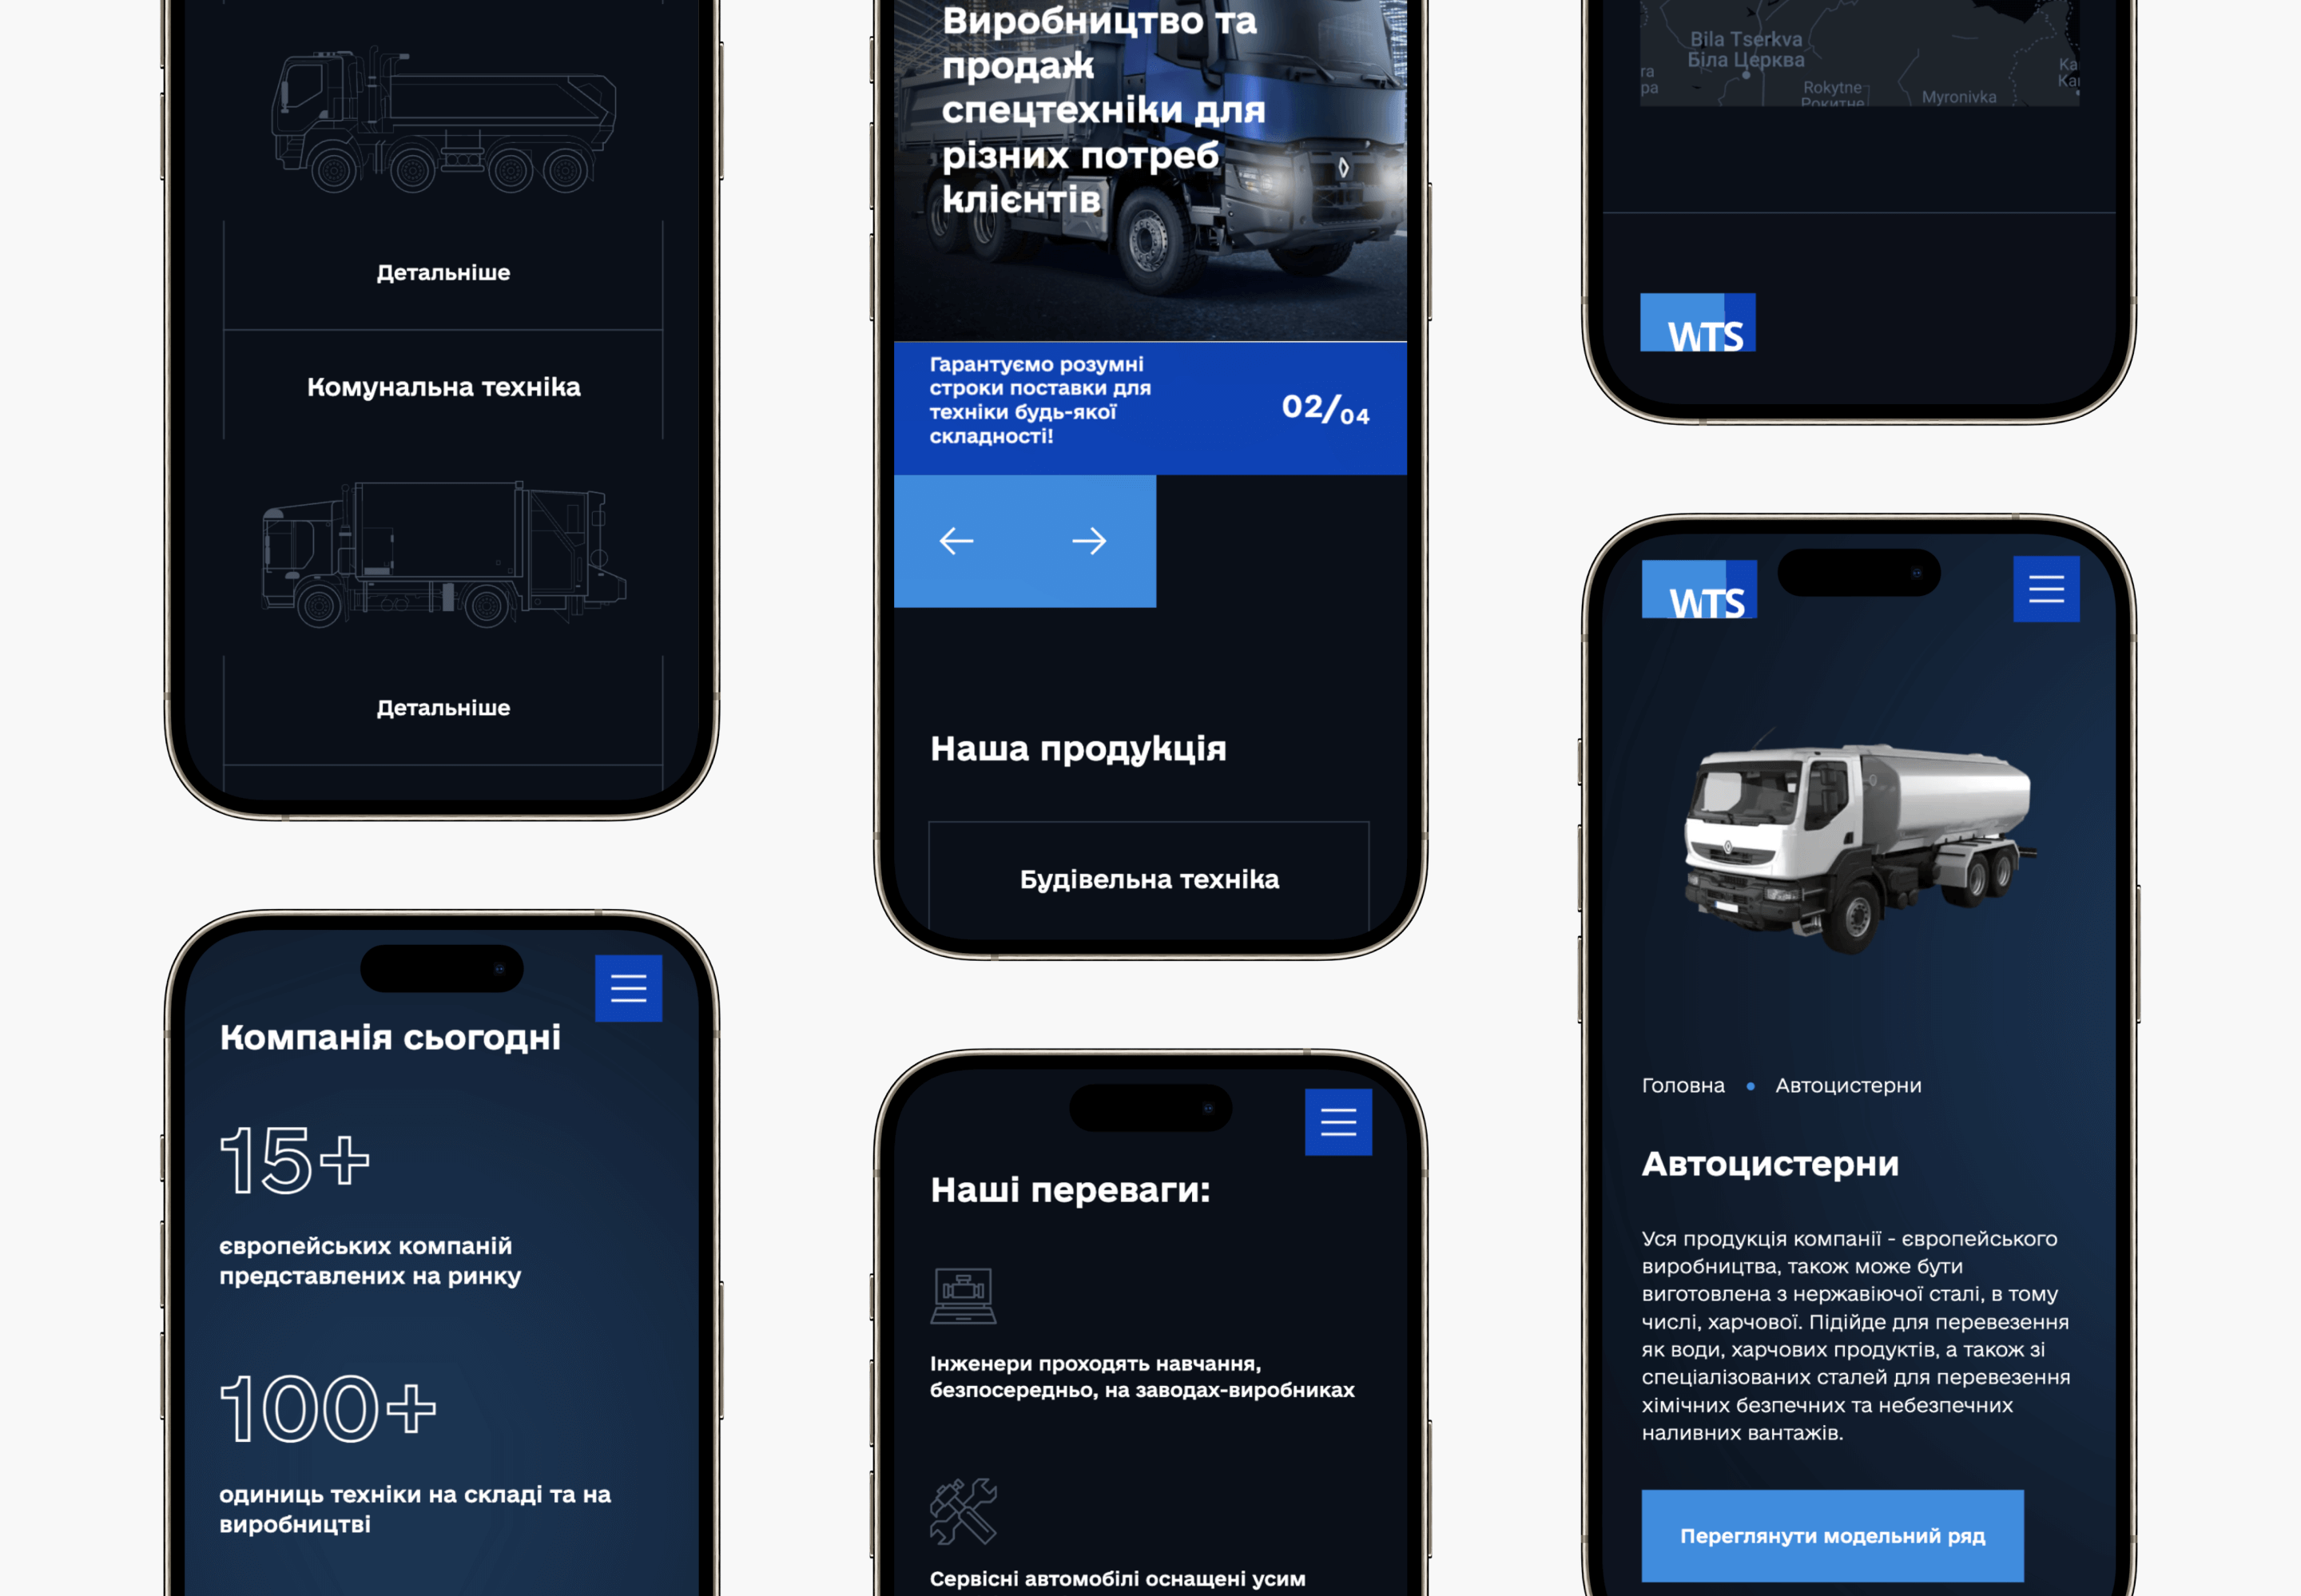 Детальніше
Комунальна техніка
Детальніше
Компанія сьогодні
15+
європейських компаній
представлених на ринку
100+
одиниць техніки на складі та на
виробництві
Виробництво та
продаж
спецтехніки для
різних потреб
клієнтів
Гарантуємо розумні
строки поставки для
техніки будь-якої
складності!
02/04
Наша продукція
Будівельна техніка
Наші переваги:
Інженери проходять навчання,
безпосередньо, на заводах-виробниках
Сервісні автомобілі оснащені усим
Bila Tserkva
Біла Церква
Rokytne
Рокитне
Myronivka
WTS
WTS
Головна • Автоцистерни
Автоцистерни
Уся продукція компанії - європейського
виробництва, також може бути
виготовлена з нержавіючої сталі, в тому
числі, харчової. Підійде для перевезення
як води, харчових продуктів, а також зі
спеціалізованих сталей для перевезення
хімічних безпечних та небезпечних
наливних вантажів.
Переглянути модельний ряд